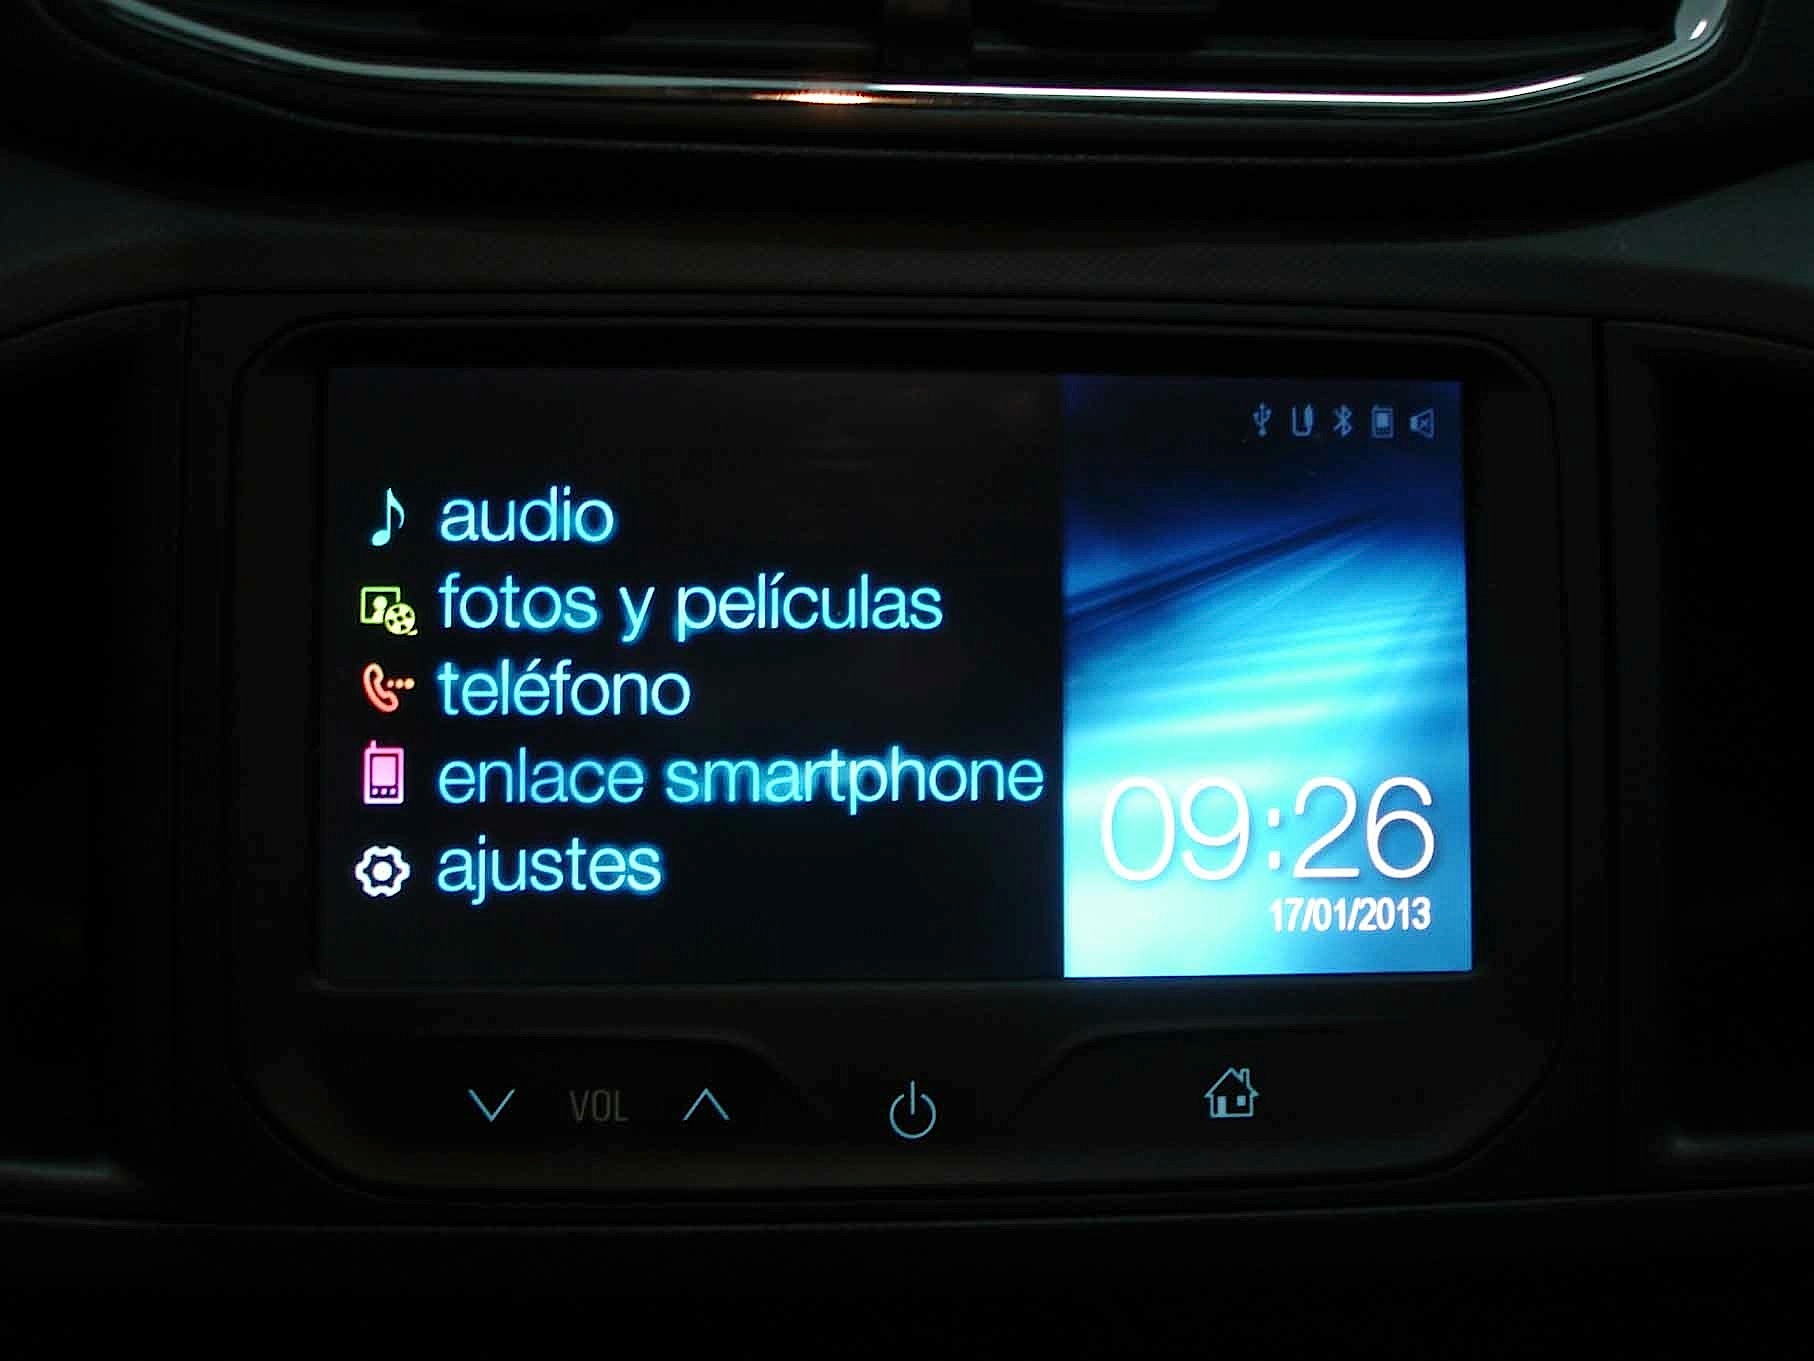 audio
fotos y películas
teléfono
enlace smartphone
ajustes
09:26
17/01/2013
VOL